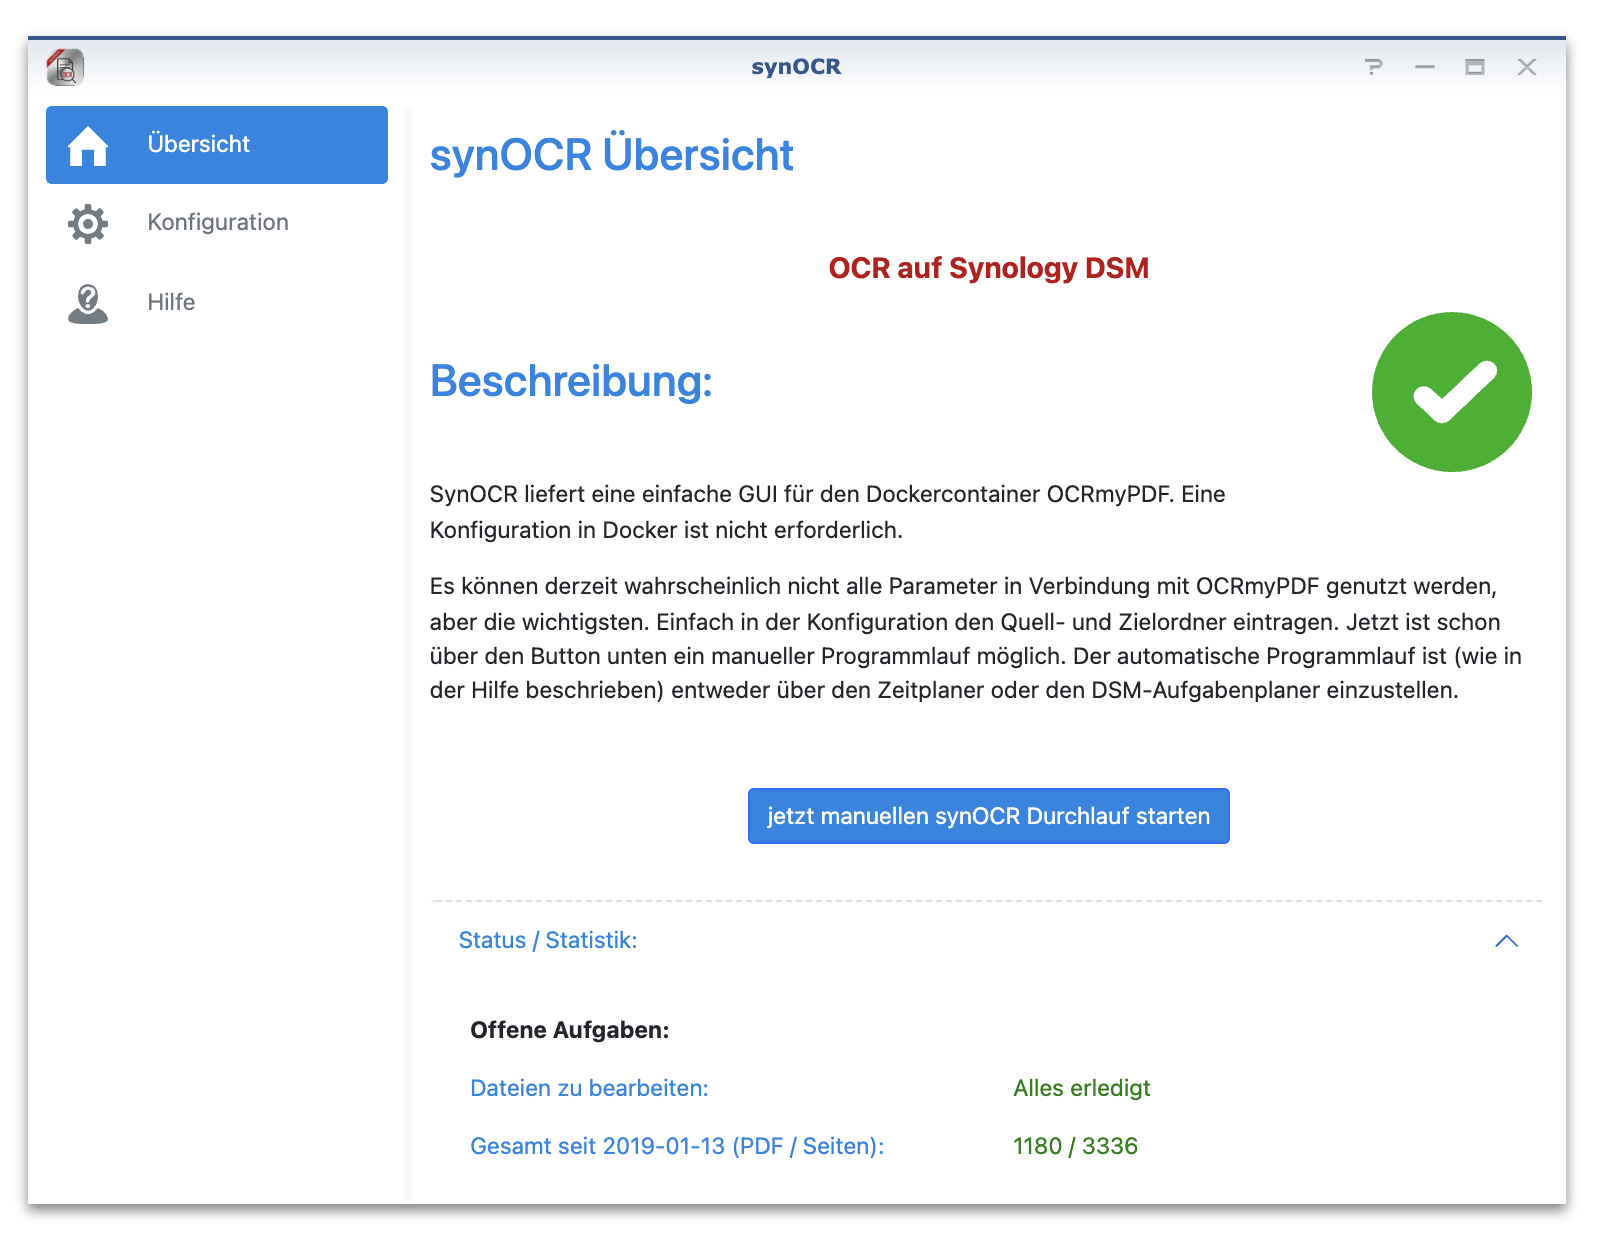 synOCR
Übersicht
Konfiguration
Hilfe
synOCR Übersicht
OCR auf Synology DSM
Beschreibung:
SynOCR liefert eine einfache GUI für den Dockercontainer OCRmyPDF. Eine
Konfiguration in Docker ist nicht erforderlich.
Es können derzeit wahrscheinlich nicht alle Parameter in Verbindung mit OCRmyPDF genutzt werden,
aber die wichtigsten. Einfach in der Konfiguration den Quell- und Zielordner eintragen. Jetzt ist schon
über den Button unten ein manueller Programmlauf möglich. Der automatische Programmlauf ist (wie in
der Hilfe beschrieben) entweder über den Zeitplaner oder den DSM-Aufgabenplaner einzustellen.
jetzt manuellen synOCR Durchlauf starten
Status / Statistik:
Offene Aufgaben:
Dateien zu bearbeiten: Alles erledigt
Gesamt seit 2019-01-13 (PDF / Seiten): 1180 / 3336